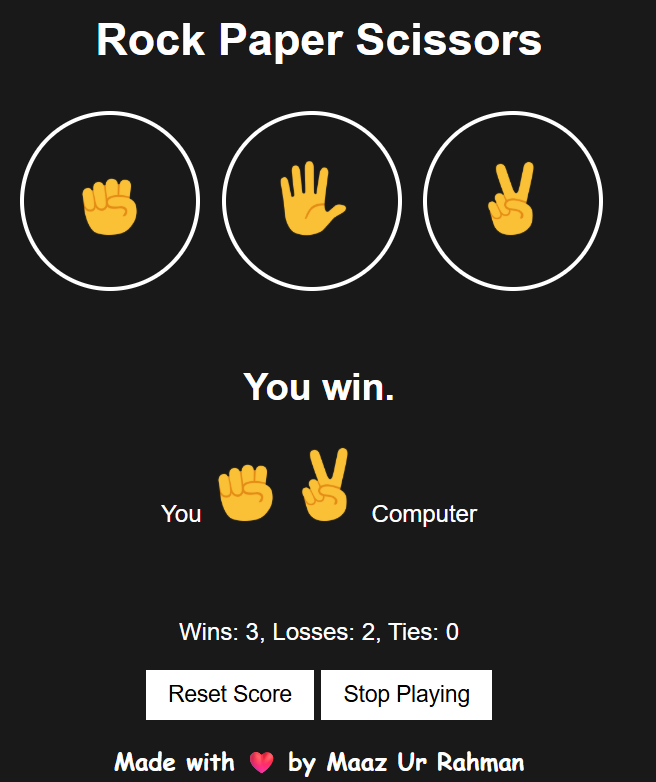 Rock Paper Scissors
You win.
You Computer
Wins: 3, Losses: 2, Ties: 0
Reset Score Stop Playing
Made with ❤️ by Maaz Ur Rahman